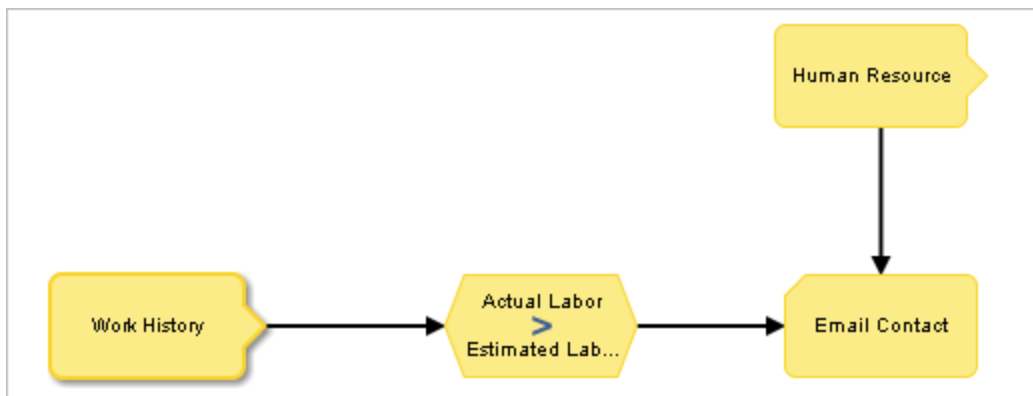 Human Resource
Work History
Actual Labor
>
Estimated Lab...
Email Contact